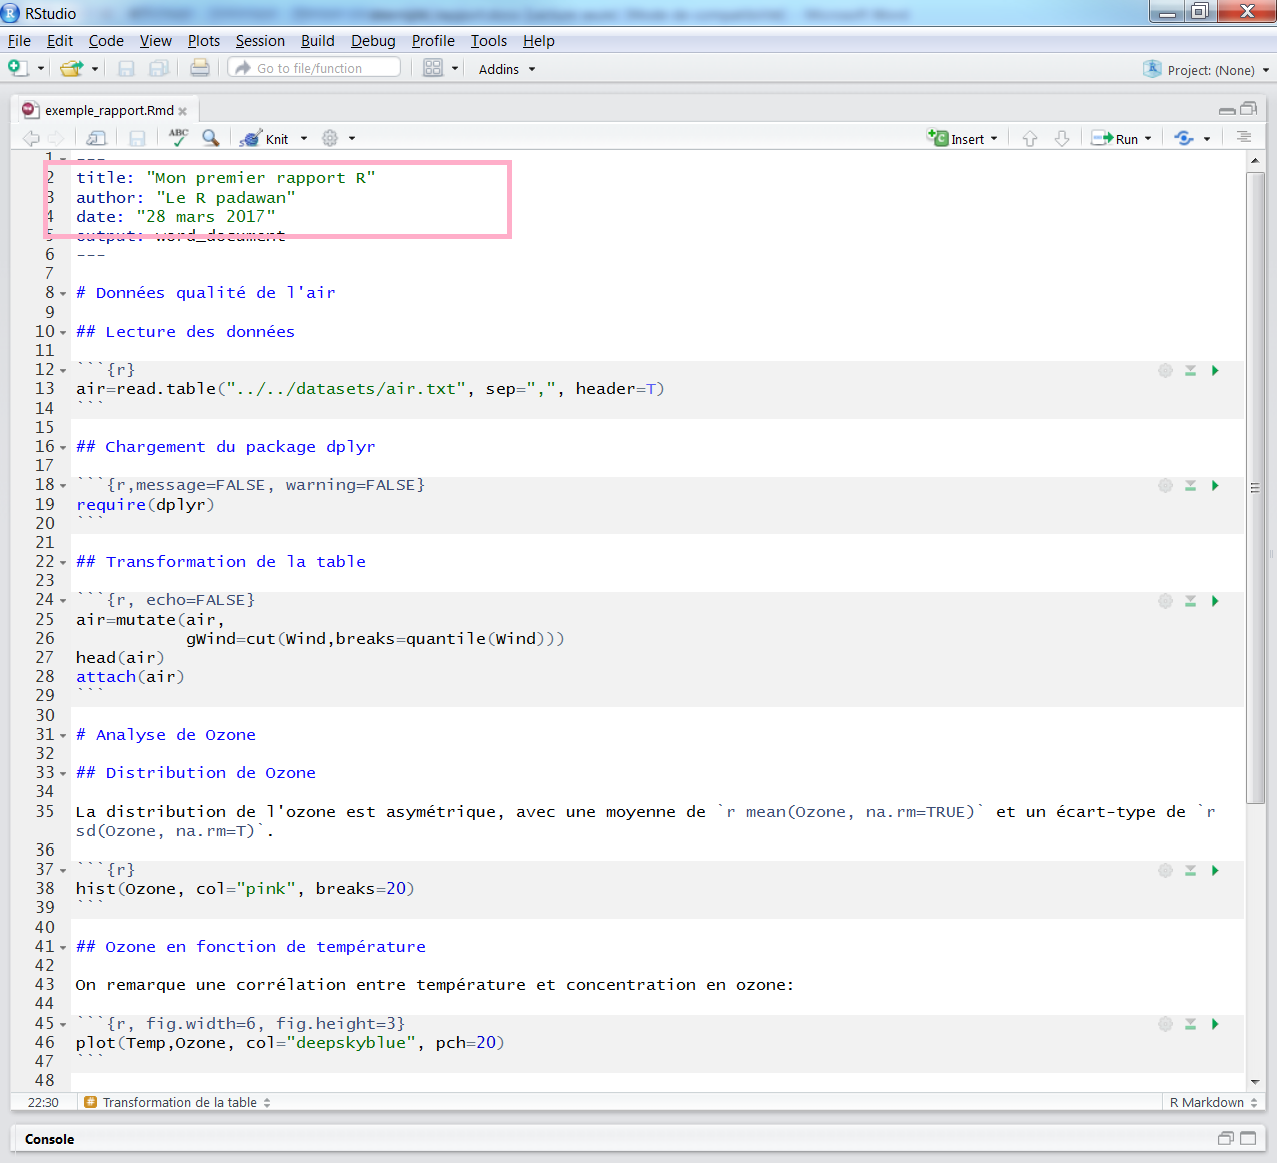 RStudio
File Edit Code View Plots Session Build Debug Profile Tools Help
Go to file/function Addins Project: (None)
exemple_rapport.Rmd
ABC Knit Insert Run
1 ---
2 title: "Mon premier rapport R"
3 author: "Le R padawan"
4 date: "28 mars 2017"
5 output: word_document
6 ---
7
8 # Données qualité de l'air
9
10 ## Lecture des données
11
12 ```{r}
13 air=read.table("../../datasets/air.txt", sep=",", header=T)
14 ```
15
16 ## Chargement du package dplyr
17
18 ```{r,message=FALSE, warning=FALSE}
19 require(dplyr)
20 ```
21
22 ## Transformation de la table
23
24 ```{r, echo=FALSE}
25 air=mutate(air,
26 gWind=cut(Wind,breaks=quantile(Wind)))
27 head(air)
28 attach(air)
29 ```
30
31 # Analyse de Ozone
32
33 ## Distribution de Ozone
34
35 La distribution de l'ozone est asymétrique, avec une moyenne de `r mean(Ozone, na.rm=TRUE)` et un écart-type de `r
sd(Ozone, na.rm=T)`.
36
37 ```{r}
38 hist(Ozone, col="pink", breaks=20)
39 ```
40
41 ## Ozone en fonction de température
42
43 On remarque une corrélation entre température et concentration en ozone:
44
45 ```{r, fig.width=6, fig.height=3}
46 plot(Temp,Ozone, col="deepskyblue", pch=20)
47 ```
48
22:30 # Transformation de la table R Markdown
Console